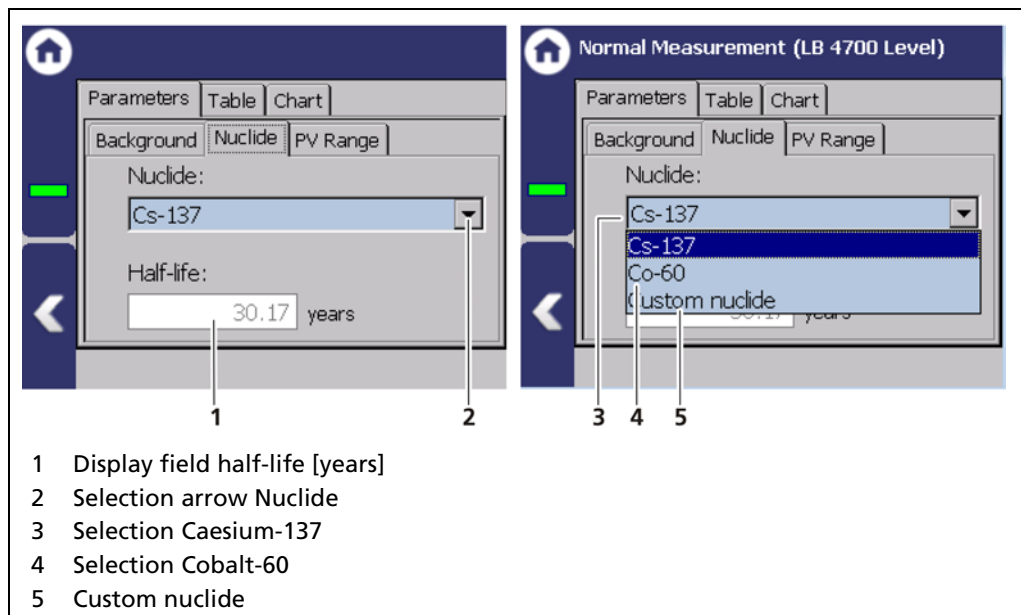 Parameters Table Chart
Background Nuclide PV Range
Nuclide:
Cs-137
Half-life:
30.17 years
1 2
Normal Measurement (LB 4700 Level)
Parameters Table Chart
Background Nuclide PV Range
Nuclide:
Cs-137
Cs-137
Co-60
Custom nuclide
years
3 4 5
1 Display field half-life [years]
2 Selection arrow Nuclide
3 Selection Caesium-137
4 Selection Cobalt-60
5 Custom nuclide